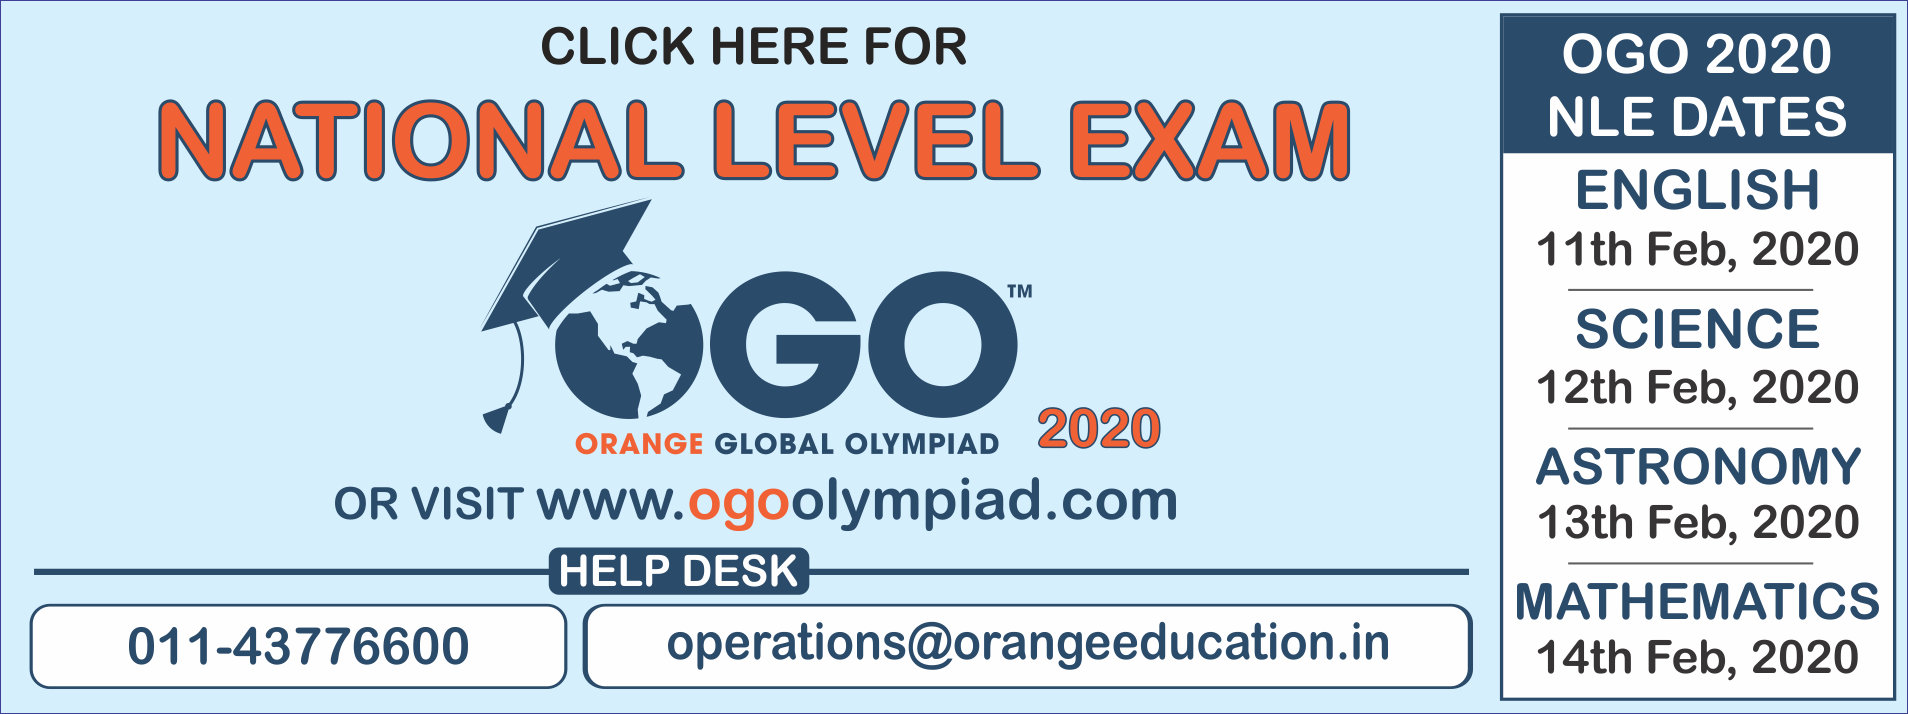 CLICK HERE FOR
NATIONAL LEVEL EXAM
OGO™
ORANGE GLOBAL OLYMPIAD 2020
OR VISIT www.ogoolympiad.com
HELP DESK
011-43776600
operations@orangeeducation.in
OGO 2020
NLE DATES
ENGLISH
11th Feb, 2020
SCIENCE
12th Feb, 2020
ASTRONOMY
13th Feb, 2020
MATHEMATICS
14th Feb, 2020